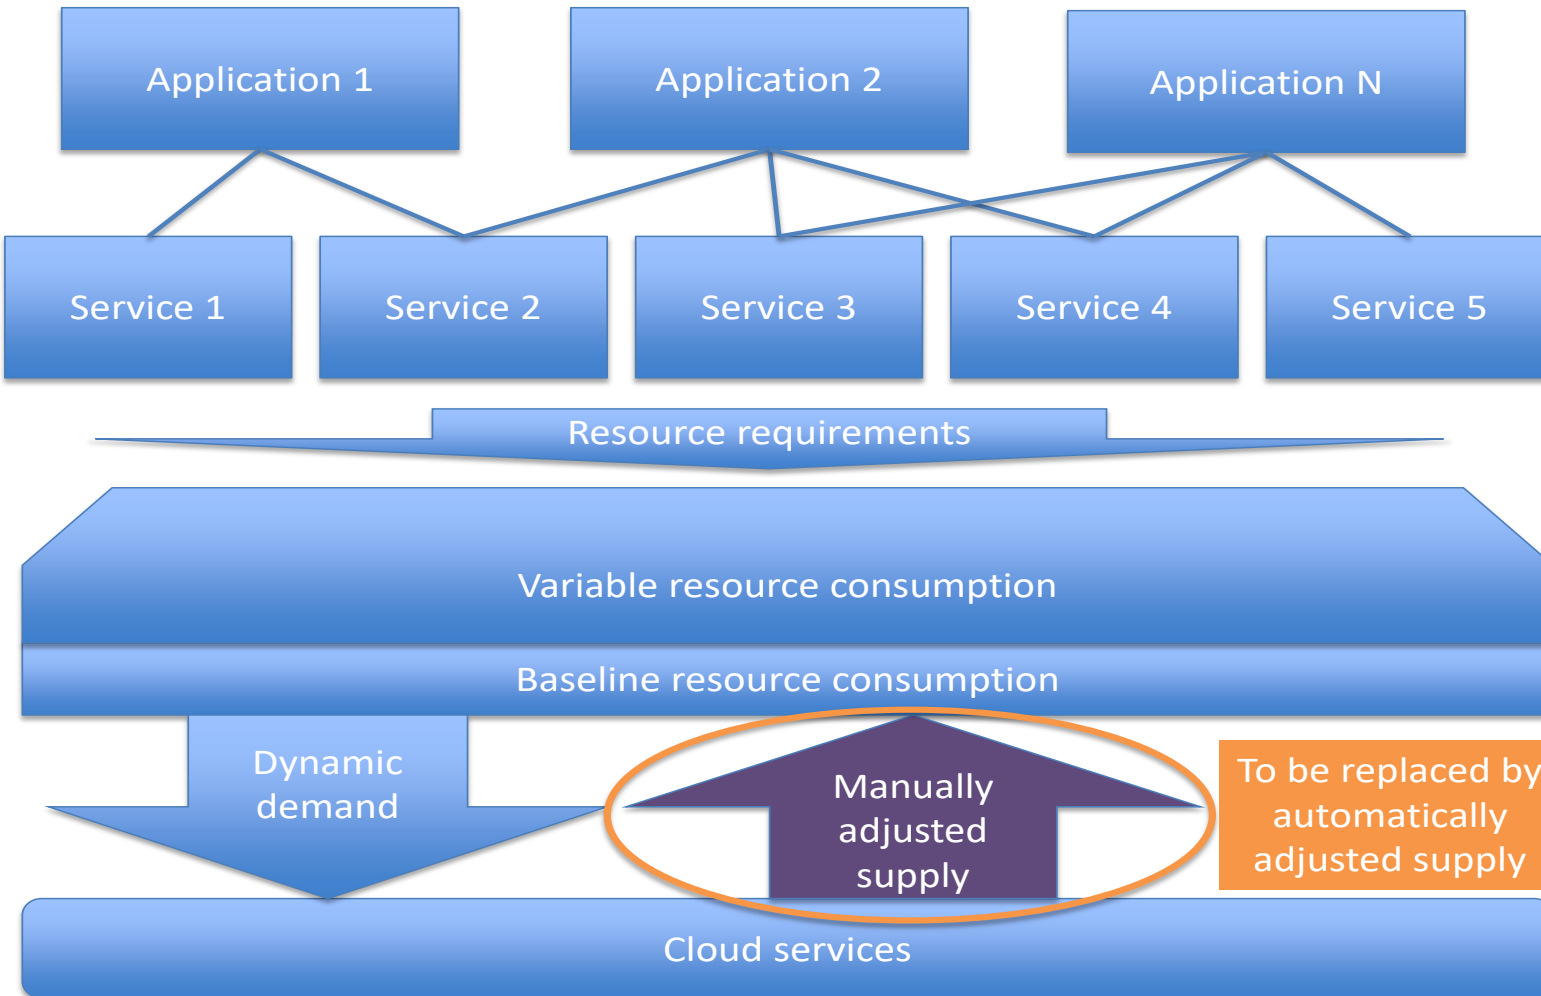 Application 1
Application 2
Application N
Service 1
Service 2
Service 3
Service 4
Service 5
Resource requirements
Variable resource consumption
Baseline resource consumption
Dynamic
demand
Manually
adjusted
supply
To be replaced by
automatically
adjusted supply
Cloud services